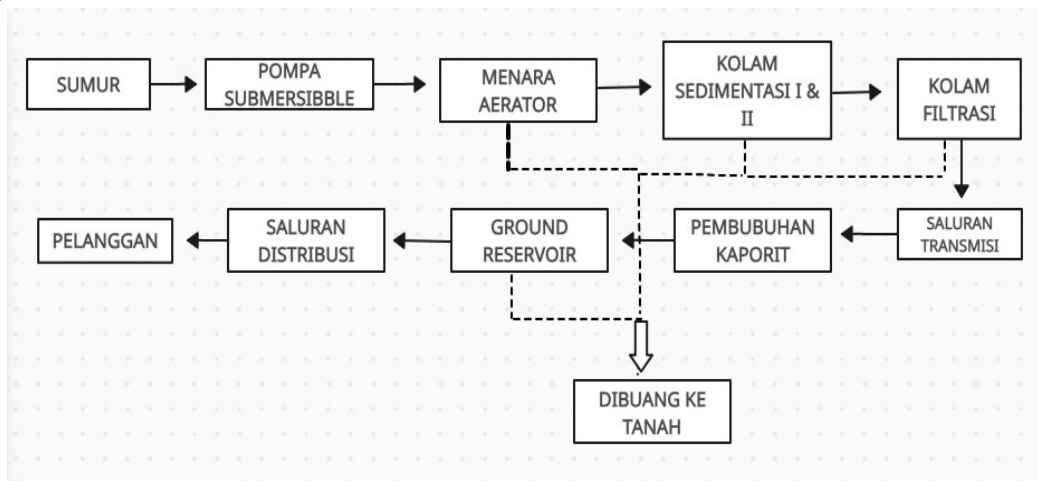 SUMUR
POMPA
SUBMERSIBBLE
MENARA
AERATOR
KOLAM
SEDIMENTASI I &
II
KOLAM
FILTRASI
SALURAN
TRANSMISI
PEMBUBUHAN
KAPORIT
GROUND
RESERVOIR
SALURAN
DISTRIBUSI
PELANGGAN
DIBUANG KE
TANAH